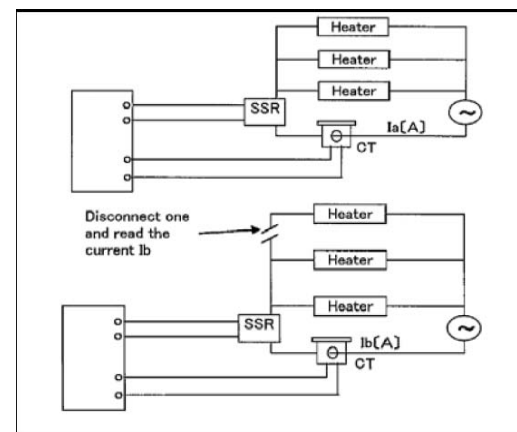 Heater
Heater
Heater
SSR
Ia[A]
CT
Disconnect one
and read the
current Ib
Heater
Heater
Heater
SSR
Ib[A]
CT